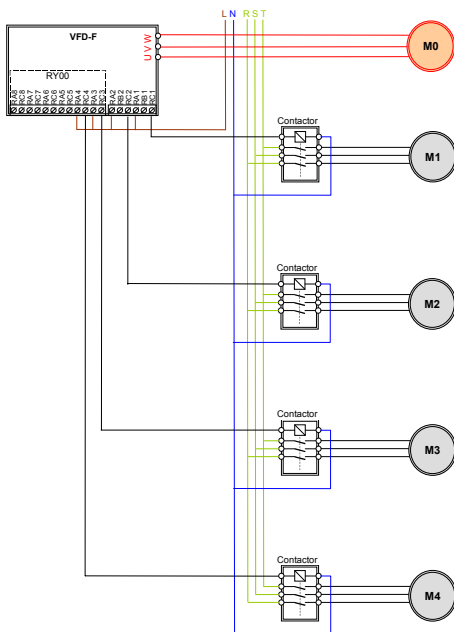 L N R S T
VFD-F
U V W
M0
RY00
RA8 RC8 RA7 RC7 RA6 RC6 RA5 RC5 RA4 RC4 RA3 RC3 RA2 RB2 RC2 RA1 RB1 RC1
Contactor
M1
Contactor
M2
Contactor
M3
Contactor
M4